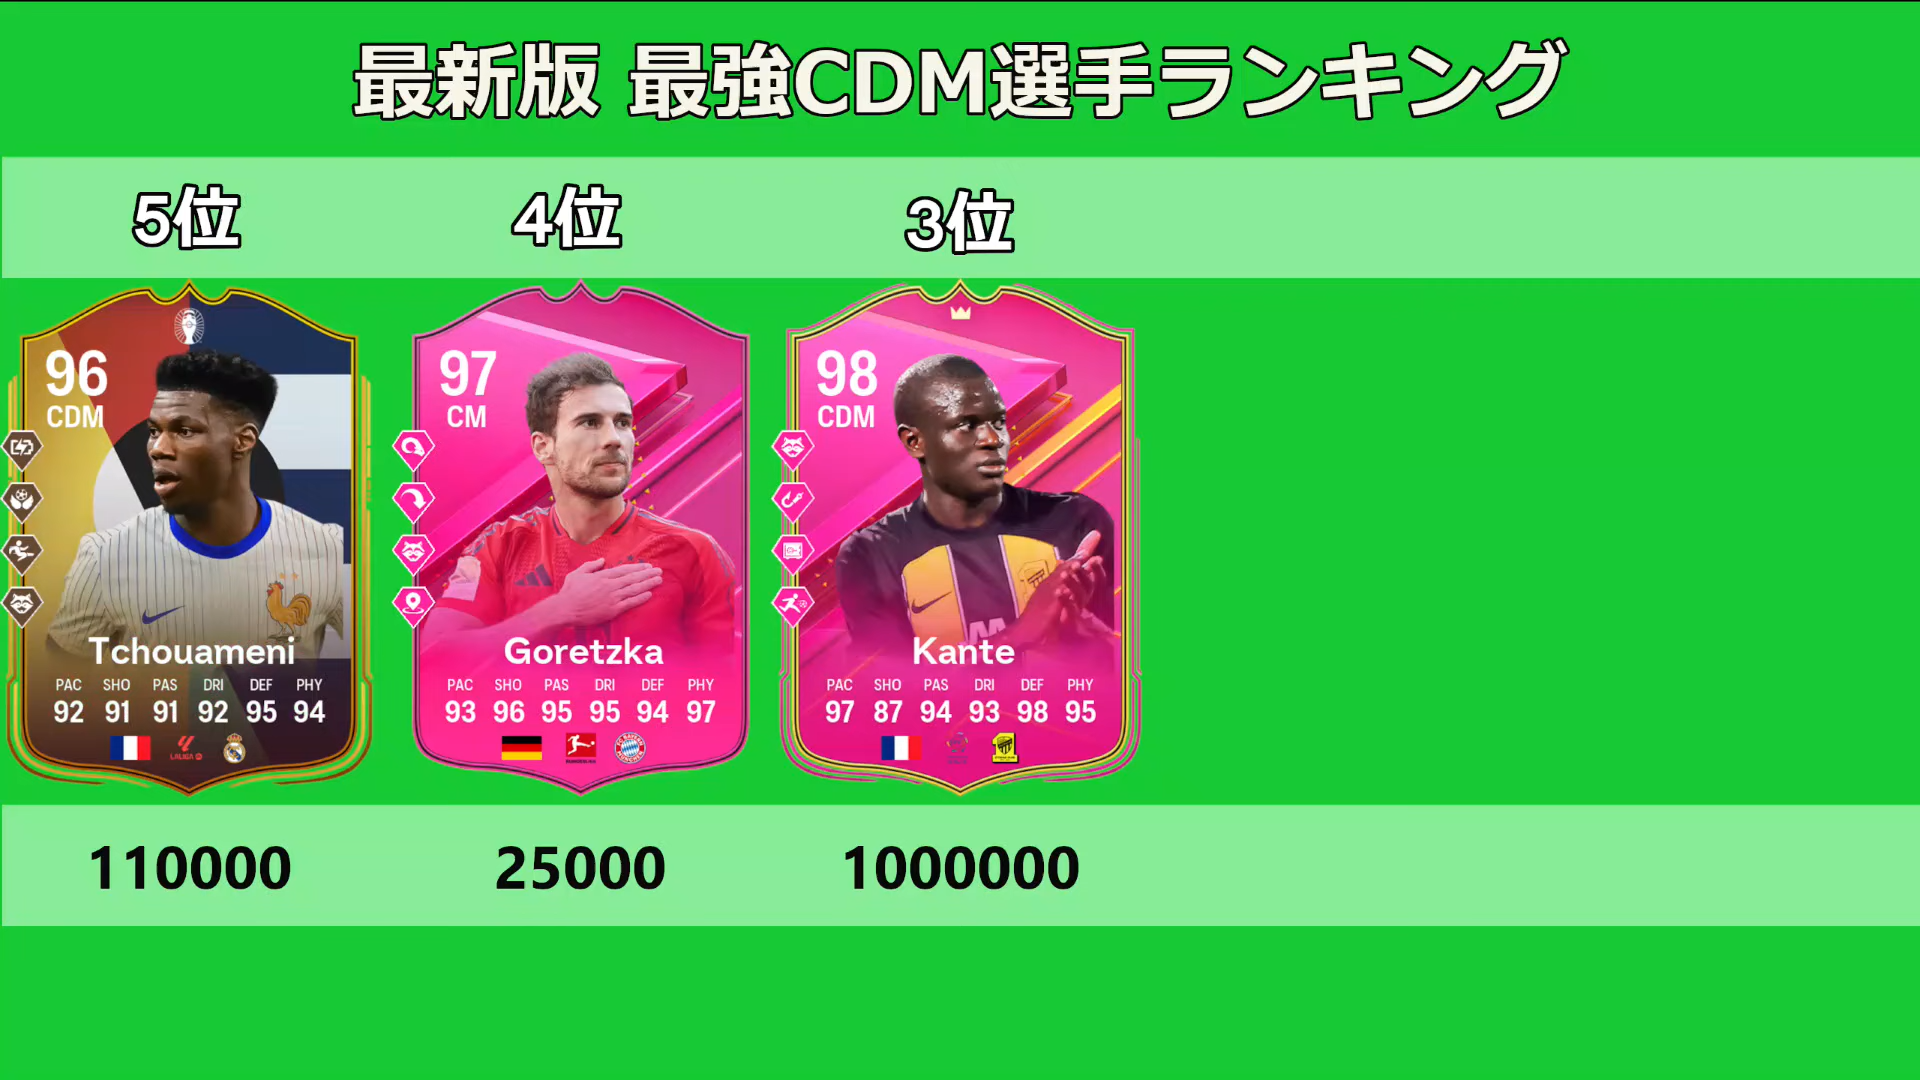 最新版 最強CDM選手ランキング
5位 4位 3位
96 97 98
CDM CM CDM
Tchouameni Goretzka Kante
PAC SHO PAS DRI DEF PHY PAC SHO PAS DRI DEF PHY PAC SHO PAS DRI DEF PHY
92 91 91 92 95 94 93 96 95 95 94 97 97 87 94 93 98 95
LALIGA
110000 25000 1000000